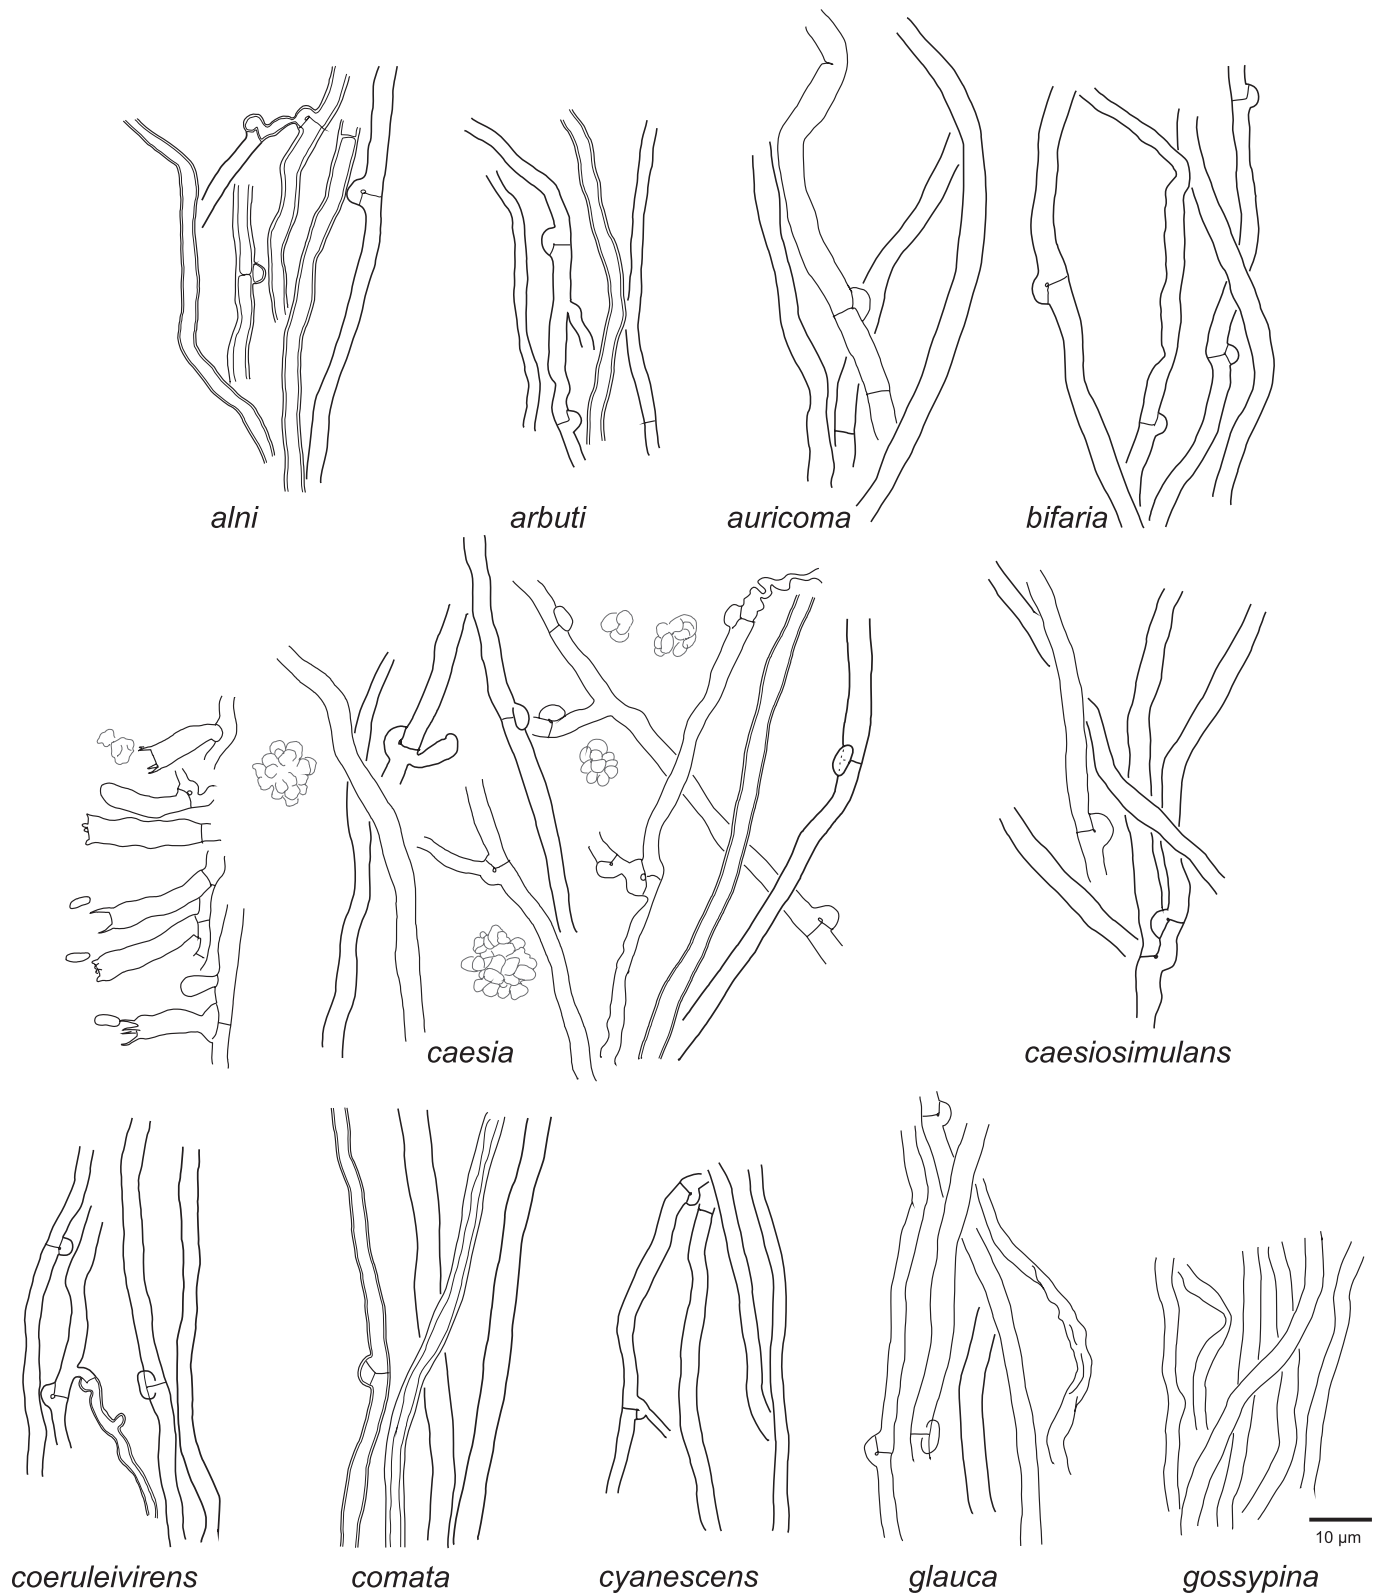 alni
arbuti
auricoma
bifaria
caesia
caesiosimulans
10 µm
coeruleivirens
comata
cyanescens
glauca
gossypina